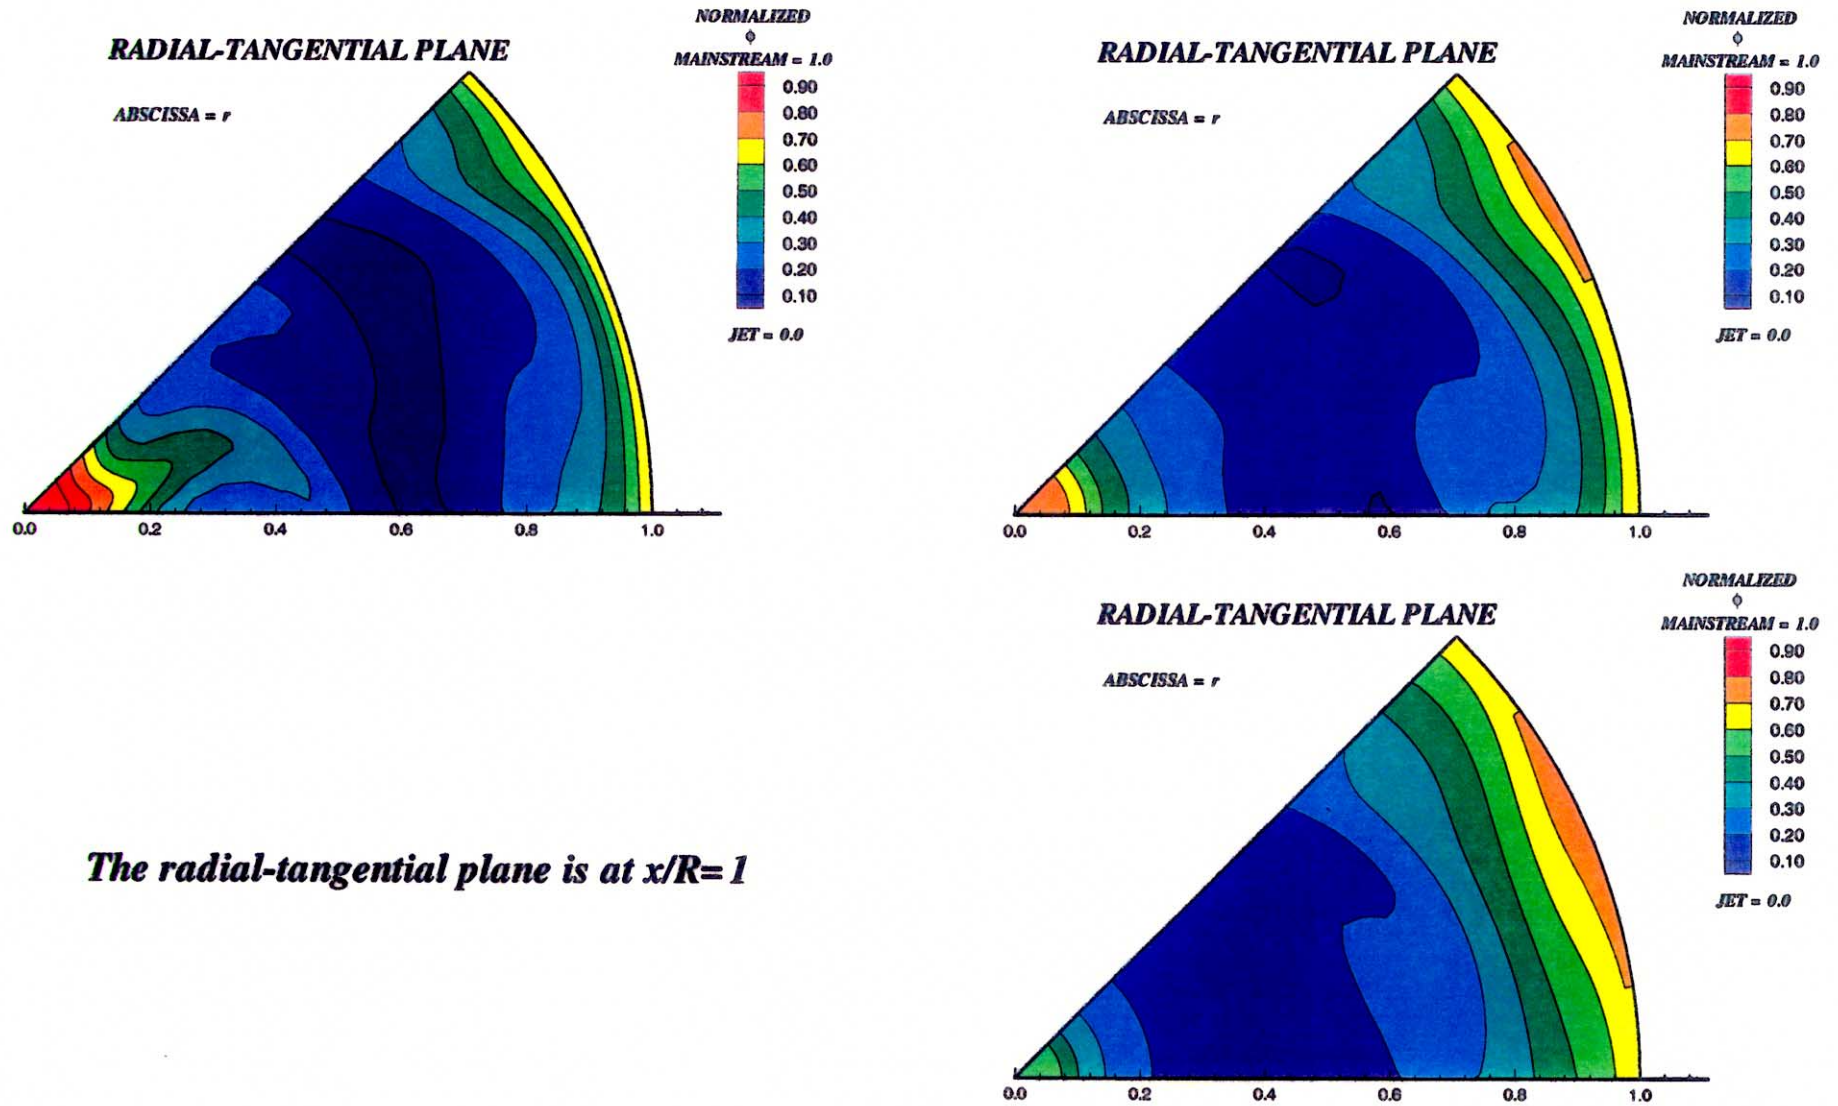 NORMALIZED
ϕ
MAINSTREAM = 1.0
RADIAL-TANGENTIAL PLANE
ABSCISSA = r
0.90
0.80
0.70
0.60
0.50
0.40
0.30
0.20
0.10
JET = 0.0
0.0 0.2 0.4 0.6 0.8 1.0
NORMALIZED
ϕ
MAINSTREAM = 1.0
RADIAL-TANGENTIAL PLANE
ABSCISSA = r
0.90
0.80
0.70
0.60
0.50
0.40
0.30
0.20
0.10
JET = 0.0
0.0 0.2 0.4 0.6 0.8 1.0
The radial-tangential plane is at x/R= 1
NORMALIZED
ϕ
MAINSTREAM = 1.0
RADIAL-TANGENTIAL PLANE
ABSCISSA = r
0.90
0.80
0.70
0.60
0.50
0.40
0.30
0.20
0.10
JET = 0.0
0.0 0.2 0.4 0.6 0.8 1.0